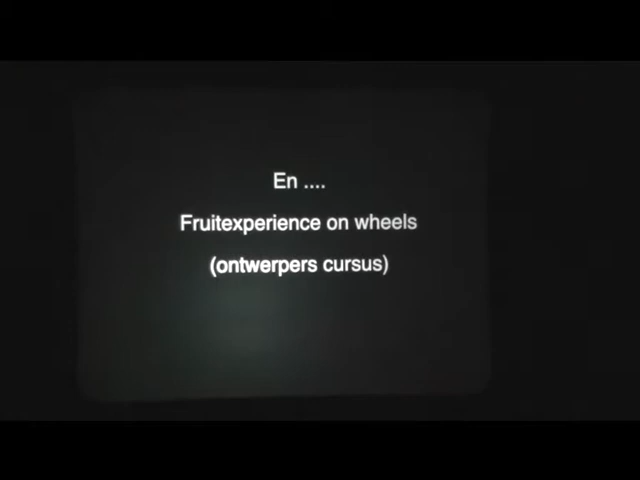 En ....
Fruitexperience on wheels
(ontwerpers cursus)